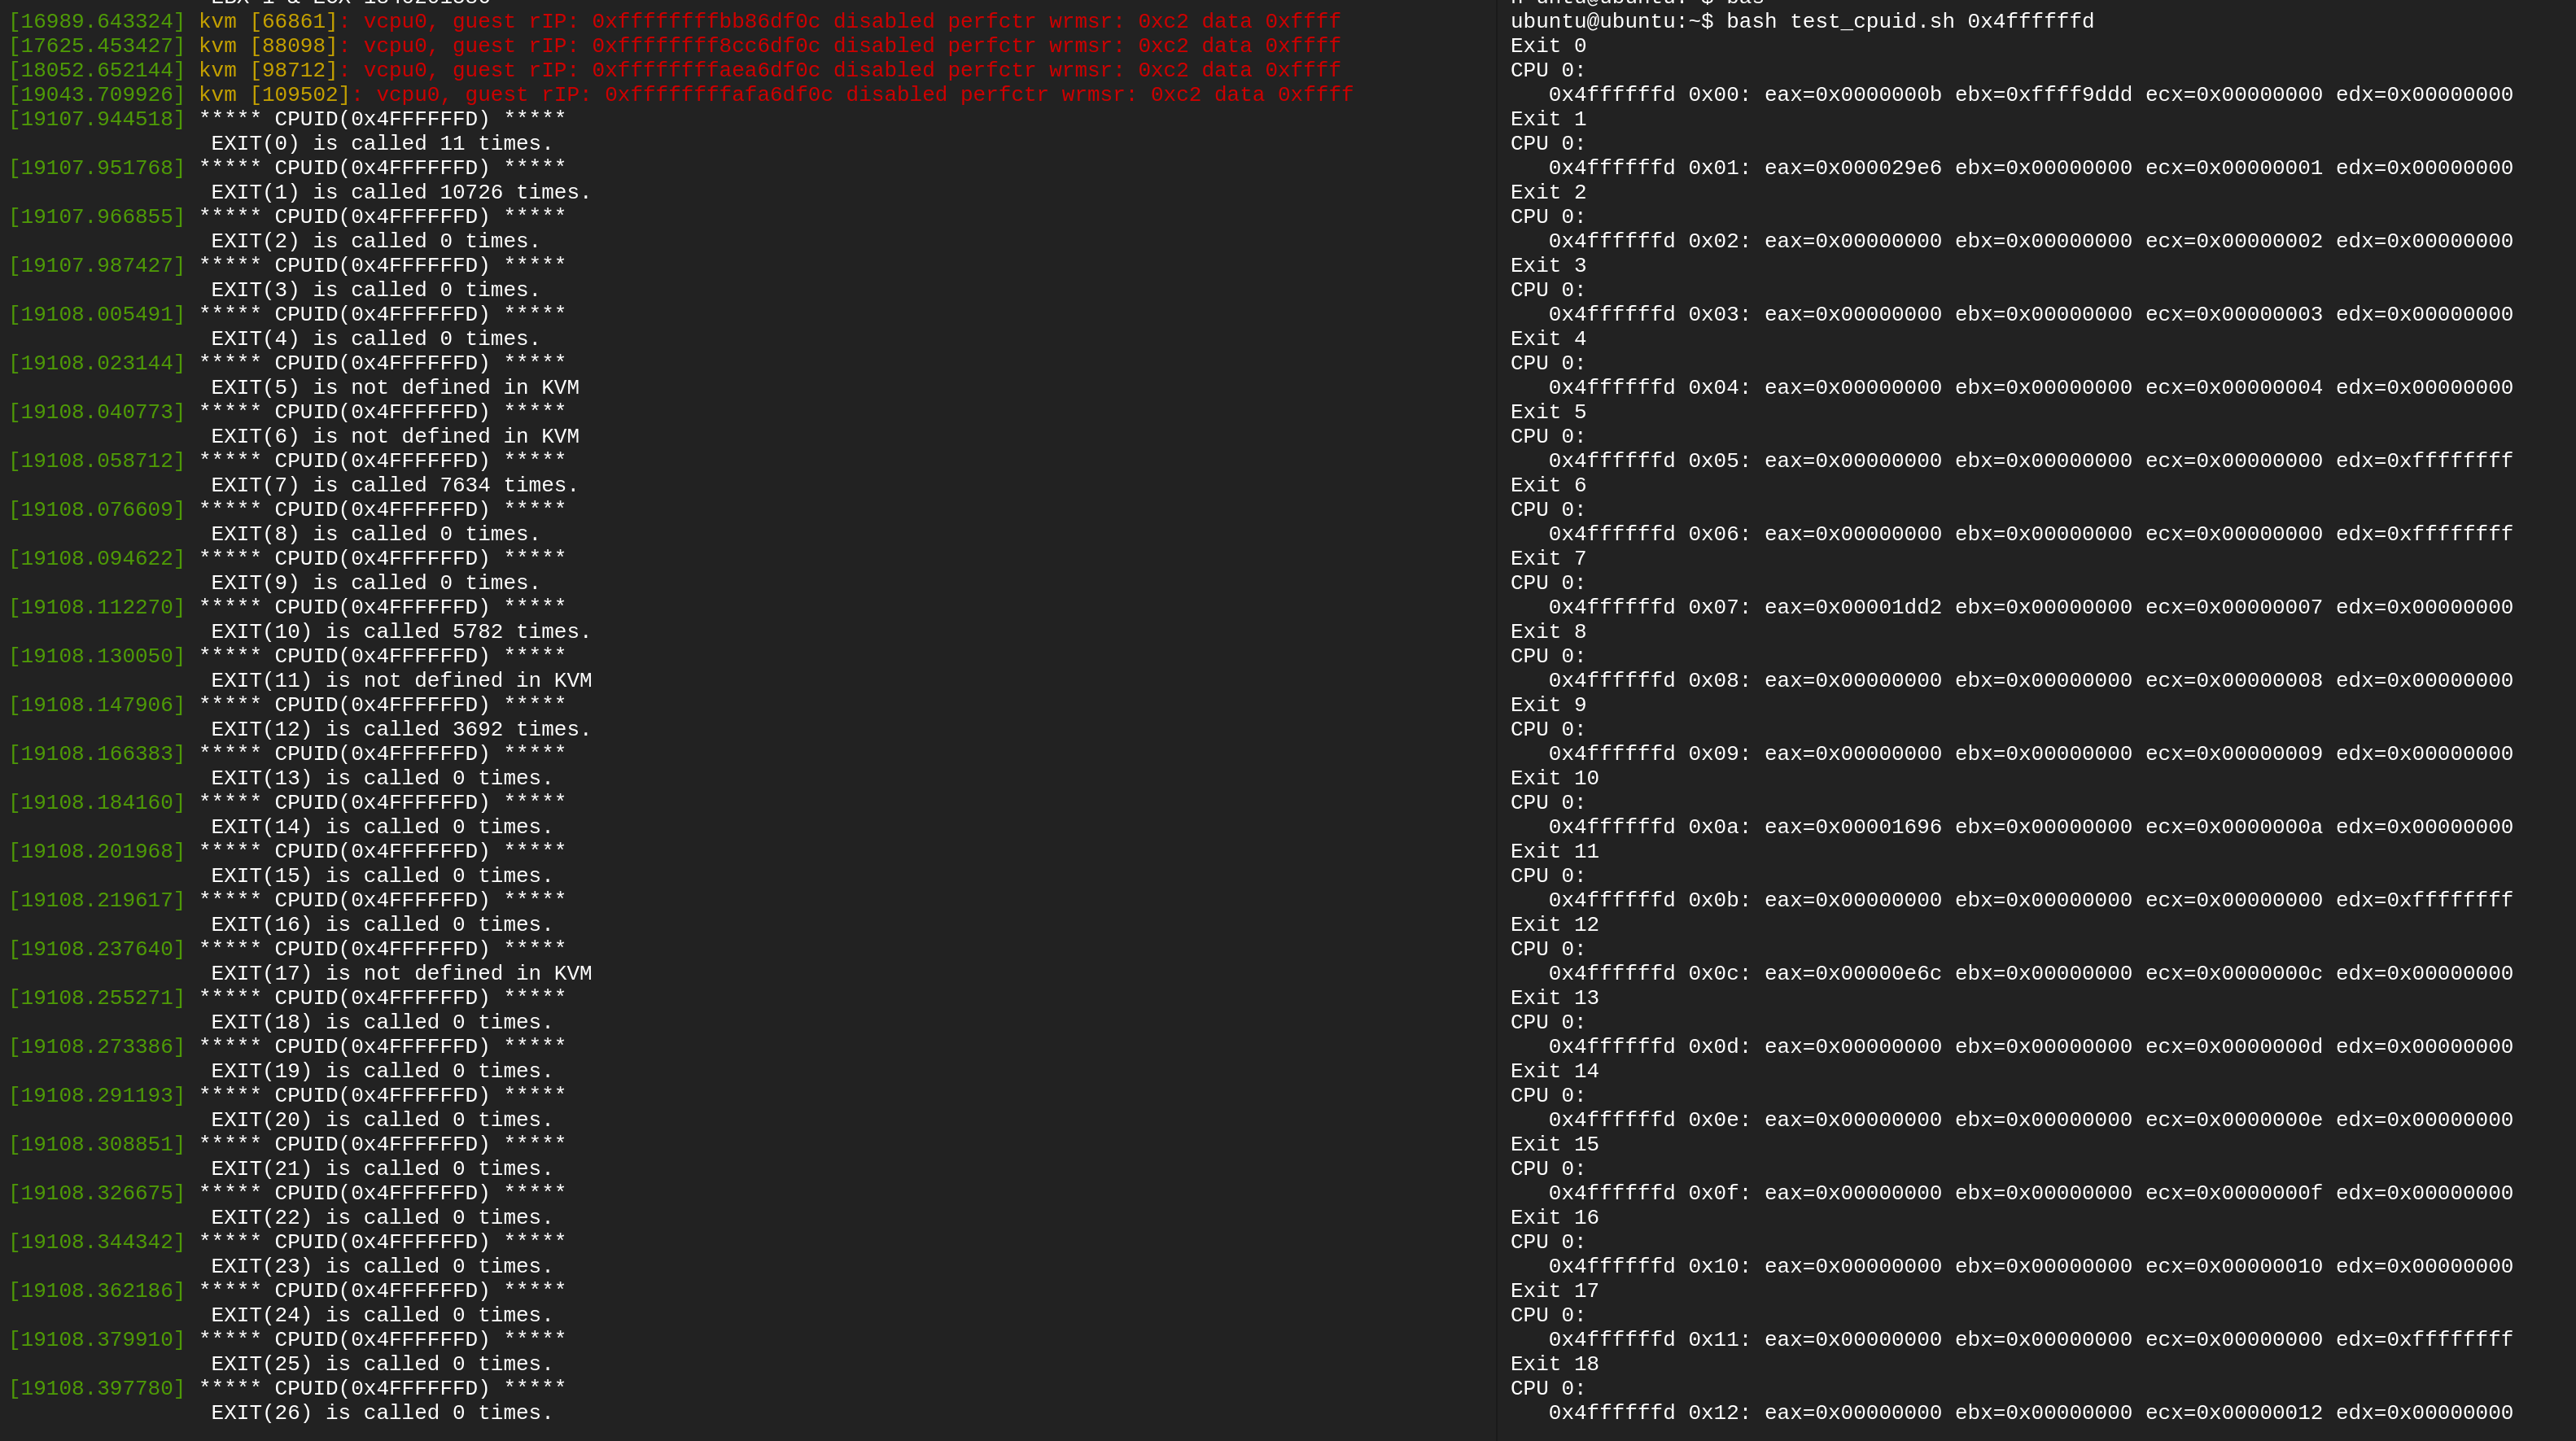 [16989.643324] kvm [66861]: vcpu0, guest rIP: 0xffffffffbb86df0c disabled perfctr wrmsr: 0xc2 data 0xffff
[17625.453427] kvm [88098]: vcpu0, guest rIP: 0xffffffff8cc6df0c disabled perfctr wrmsr: 0xc2 data 0xffff
[18052.652144] kvm [98712]: vcpu0, guest rIP: 0xffffffffaea6df0c disabled perfctr wrmsr: 0xc2 data 0xffff
[19043.709926] kvm [109502]: vcpu0, guest rIP: 0xffffffffafa6df0c disabled perfctr wrmsr: 0xc2 data 0xffff
[19107.944518] ***** CPUID(0x4FFFFFFD) *****
EXIT(0) is called 11 times.
[19107.951768] ***** CPUID(0x4FFFFFFD) *****
EXIT(1) is called 10726 times.
[19107.966855] ***** CPUID(0x4FFFFFFD) *****
EXIT(2) is called 0 times.
[19107.987427] ***** CPUID(0x4FFFFFFD) *****
EXIT(3) is called 0 times.
[19108.005491] ***** CPUID(0x4FFFFFFD) *****
EXIT(4) is called 0 times.
[19108.023144] ***** CPUID(0x4FFFFFFD) *****
EXIT(5) is not defined in KVM
[19108.040773] ***** CPUID(0x4FFFFFFD) *****
EXIT(6) is not defined in KVM
[19108.058712] ***** CPUID(0x4FFFFFFD) *****
EXIT(7) is called 7634 times.
[19108.076609] ***** CPUID(0x4FFFFFFD) *****
EXIT(8) is called 0 times.
[19108.094622] ***** CPUID(0x4FFFFFFD) *****
EXIT(9) is called 0 times.
[19108.112270] ***** CPUID(0x4FFFFFFD) *****
EXIT(10) is called 5782 times.
[19108.130050] ***** CPUID(0x4FFFFFFD) *****
EXIT(11) is not defined in KVM
[19108.147906] ***** CPUID(0x4FFFFFFD) *****
EXIT(12) is called 3692 times.
[19108.166383] ***** CPUID(0x4FFFFFFD) *****
EXIT(13) is called 0 times.
[19108.184160] ***** CPUID(0x4FFFFFFD) *****
EXIT(14) is called 0 times.
[19108.201968] ***** CPUID(0x4FFFFFFD) *****
EXIT(15) is called 0 times.
[19108.219617] ***** CPUID(0x4FFFFFFD) *****
EXIT(16) is called 0 times.
[19108.237640] ***** CPUID(0x4FFFFFFD) *****
EXIT(17) is not defined in KVM
[19108.255271] ***** CPUID(0x4FFFFFFD) *****
EXIT(18) is called 0 times.
[19108.273386] ***** CPUID(0x4FFFFFFD) *****
EXIT(19) is called 0 times.
[19108.291193] ***** CPUID(0x4FFFFFFD) *****
EXIT(20) is called 0 times.
[19108.308851] ***** CPUID(0x4FFFFFFD) *****
EXIT(21) is called 0 times.
[19108.326675] ***** CPUID(0x4FFFFFFD) *****
EXIT(22) is called 0 times.
[19108.344342] ***** CPUID(0x4FFFFFFD) *****
EXIT(23) is called 0 times.
[19108.362186] ***** CPUID(0x4FFFFFFD) *****
EXIT(24) is called 0 times.
[19108.379910] ***** CPUID(0x4FFFFFFD) *****
EXIT(25) is called 0 times.
[19108.397780] ***** CPUID(0x4FFFFFFD) *****
EXIT(26) is called 0 times.
ubuntu@ubuntu:~$ bash test_cpuid.sh 0x4ffffffd
Exit 0
CPU 0:
0x4ffffffd 0x00: eax=0x0000000b ebx=0xffff9ddd ecx=0x00000000 edx=0x00000000
Exit 1
CPU 0:
0x4ffffffd 0x01: eax=0x000029e6 ebx=0x00000000 ecx=0x00000001 edx=0x00000000
Exit 2
CPU 0:
0x4ffffffd 0x02: eax=0x00000000 ebx=0x00000000 ecx=0x00000002 edx=0x00000000
Exit 3
CPU 0:
0x4ffffffd 0x03: eax=0x00000000 ebx=0x00000000 ecx=0x00000003 edx=0x00000000
Exit 4
CPU 0:
0x4ffffffd 0x04: eax=0x00000000 ebx=0x00000000 ecx=0x00000004 edx=0x00000000
Exit 5
CPU 0:
0x4ffffffd 0x05: eax=0x00000000 ebx=0x00000000 ecx=0x00000000 edx=0xffffffff
Exit 6
CPU 0:
0x4ffffffd 0x06: eax=0x00000000 ebx=0x00000000 ecx=0x00000000 edx=0xffffffff
Exit 7
CPU 0:
0x4ffffffd 0x07: eax=0x00001dd2 ebx=0x00000000 ecx=0x00000007 edx=0x00000000
Exit 8
CPU 0:
0x4ffffffd 0x08: eax=0x00000000 ebx=0x00000000 ecx=0x00000008 edx=0x00000000
Exit 9
CPU 0:
0x4ffffffd 0x09: eax=0x00000000 ebx=0x00000000 ecx=0x00000009 edx=0x00000000
Exit 10
CPU 0:
0x4ffffffd 0x0a: eax=0x00001696 ebx=0x00000000 ecx=0x0000000a edx=0x00000000
Exit 11
CPU 0:
0x4ffffffd 0x0b: eax=0x00000000 ebx=0x00000000 ecx=0x00000000 edx=0xffffffff
Exit 12
CPU 0:
0x4ffffffd 0x0c: eax=0x00000e6c ebx=0x00000000 ecx=0x0000000c edx=0x00000000
Exit 13
CPU 0:
0x4ffffffd 0x0d: eax=0x00000000 ebx=0x00000000 ecx=0x0000000d edx=0x00000000
Exit 14
CPU 0:
0x4ffffffd 0x0e: eax=0x00000000 ebx=0x00000000 ecx=0x0000000e edx=0x00000000
Exit 15
CPU 0:
0x4ffffffd 0x0f: eax=0x00000000 ebx=0x00000000 ecx=0x0000000f edx=0x00000000
Exit 16
CPU 0:
0x4ffffffd 0x10: eax=0x00000000 ebx=0x00000000 ecx=0x00000010 edx=0x00000000
Exit 17
CPU 0:
0x4ffffffd 0x11: eax=0x00000000 ebx=0x00000000 ecx=0x00000000 edx=0xffffffff
Exit 18
CPU 0:
0x4ffffffd 0x12: eax=0x00000000 ebx=0x00000000 ecx=0x00000012 edx=0x00000000